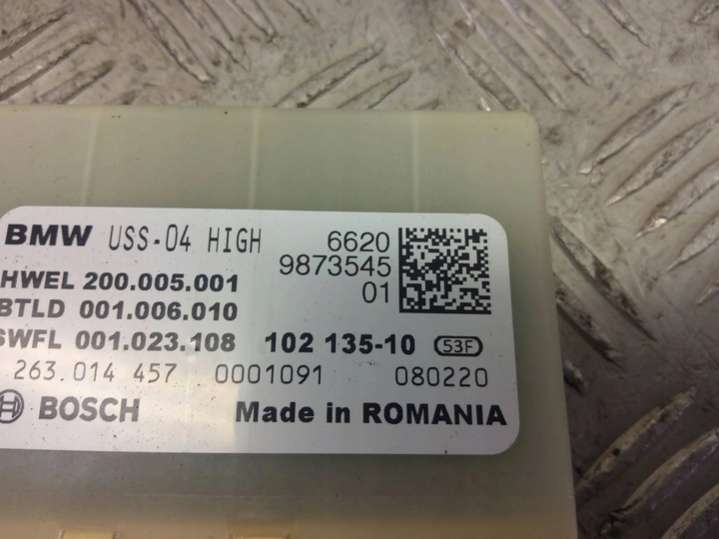 BMW USS-04 HIGH 6620
9873545
HWEL 200.005.001 01
BTLD 001.006.010
SWFL 001.023.108 102 135-10 53F
263.014 457 0001091 080220
BOSCH Made in ROMANIA